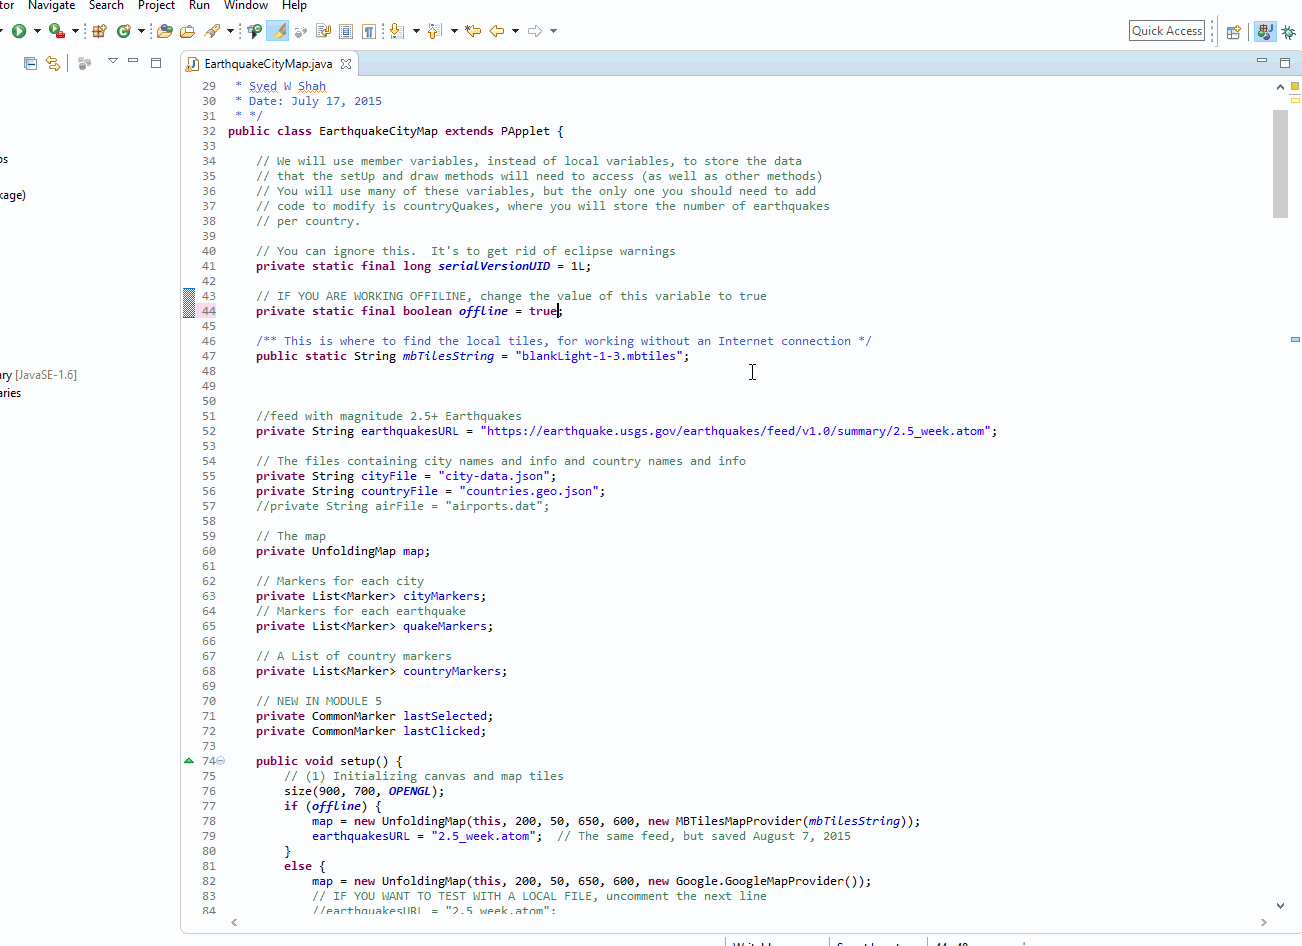 tor Navigate Search Project Run Window Help
Quick Access
EarthquakeCityMap.java
29 * Syed W Shah
30 * Date: July 17, 2015
31 * */
32 public class EarthquakeCityMap extends PApplet {
33
34 // We will use member variables, instead of local variables, to store the data
35 // that the setUp and draw methods will need to access (as well as other methods)
36 // You will use many of these variables, but the only one you should need to add
37 // code to modify is countryQuakes, where you will store the number of earthquakes
38 // per country.
39
40 // You can ignore this.  It's to get rid of eclipse warnings
41 private static final long serialVersionUID = 1L;
42
43 // IF YOU ARE WORKING OFFILINE, change the value of this variable to true
44 private static final boolean offline = true;
45
46 /** This is where to find the local tiles, for working without an Internet connection */
47 public static String mbTilesString = "blankLight-1-3.mbtiles";
48
49
50
51 //feed with magnitude 2.5+ Earthquakes
52 private String earthquakesURL = "https://earthquake.usgs.gov/earthquakes/feed/v1.0/summary/2.5_week.atom";
53
54 // The files containing city names and info and country names and info
55 private String cityFile = "city-data.json";
56 private String countryFile = "countries.geo.json";
57 //private String airFile = "airports.dat";
58
59 // The map
60 private UnfoldingMap map;
61
62 // Markers for each city
63 private List<Marker> cityMarkers;
64 // Markers for each earthquake
65 private List<Marker> quakeMarkers;
66
67 // A List of country markers
68 private List<Marker> countryMarkers;
69
70 // NEW IN MODULE 5
71 private CommonMarker lastSelected;
72 private CommonMarker lastClicked;
73
74 public void setup() {
75 // (1) Initializing canvas and map tiles
76 size(900, 700, OPENGL);
77 if (offline) {
78 map = new UnfoldingMap(this, 200, 50, 650, 600, new MBTilesMapProvider(mbTilesString));
79 earthquakesURL = "2.5_week.atom";  // The same feed, but saved August 7, 2015
80 }
81 else {
82 map = new UnfoldingMap(this, 200, 50, 650, 600, new Google.GoogleMapProvider());
83 // IF YOU WANT TO TEST WITH A LOCAL FILE, uncomment the next line
84 //earthquakesURL = "2.5_week.atom";
ps
kage)
ary [JavaSE-1.6]
aries